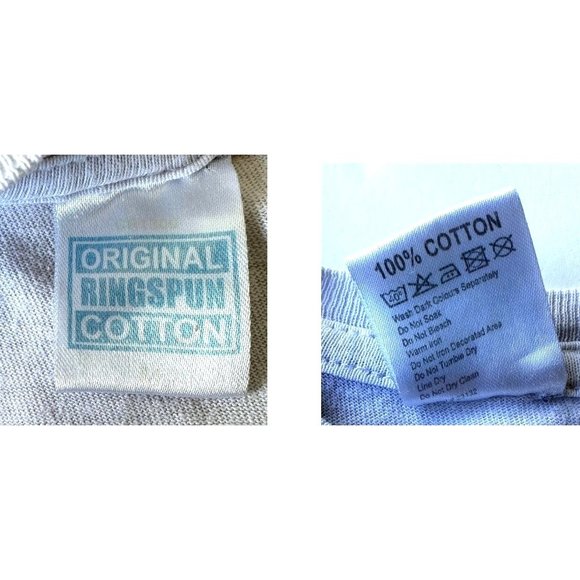 ORIGINAL
RINGSPUN
COTTON
100% COTTON
40°
Wash Dark Colours Separately
Do Not Soak
Do Not Bleach
Warm Iron
Do Not Iron Decorated Area
Do Not Tumble Dry
Line Dry
Do Not Dry Clean